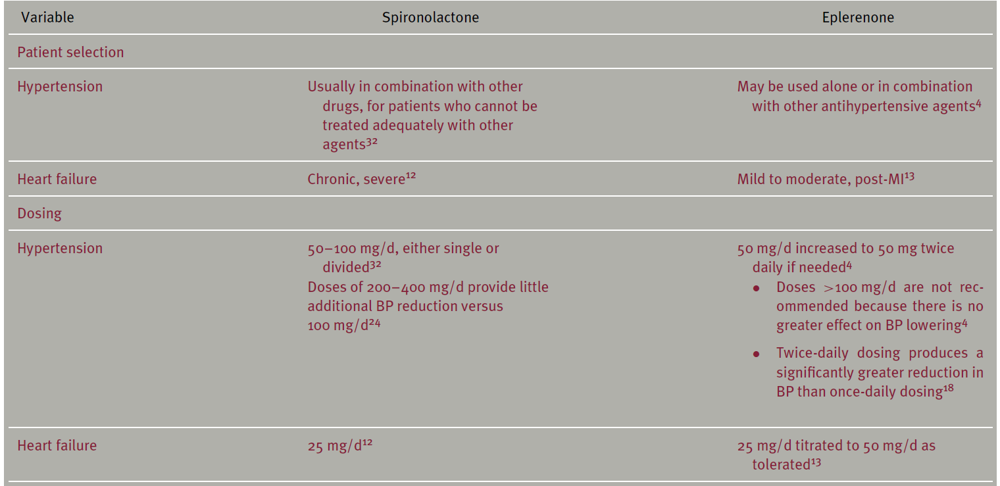 Variable Spironolactone Eplerenone
Patient selection
Hypertension
Usually in combination with other
drugs, for patients who cannot be
treated adequately with other
agents³²
May be used alone or in combination
with other antihypertensive agents⁴
Heart failure
Chronic, severe¹²
Mild to moderate, post-MI¹³
Dosing
Hypertension
50–100 mg/d, either single or
divided³²
Doses of 200–400 mg/d provide little
additional BP reduction versus
100 mg/d²⁴
50 mg/d increased to 50 mg twice
daily if needed⁴
• Doses >100 mg/d are not rec-
ommended because there is no
greater effect on BP lowering⁴
• Twice-daily dosing produces a
significantly greater reduction in
BP than once-daily dosing¹⁸
Heart failure
25 mg/d¹²
25 mg/d titrated to 50 mg/d as
tolerated¹³